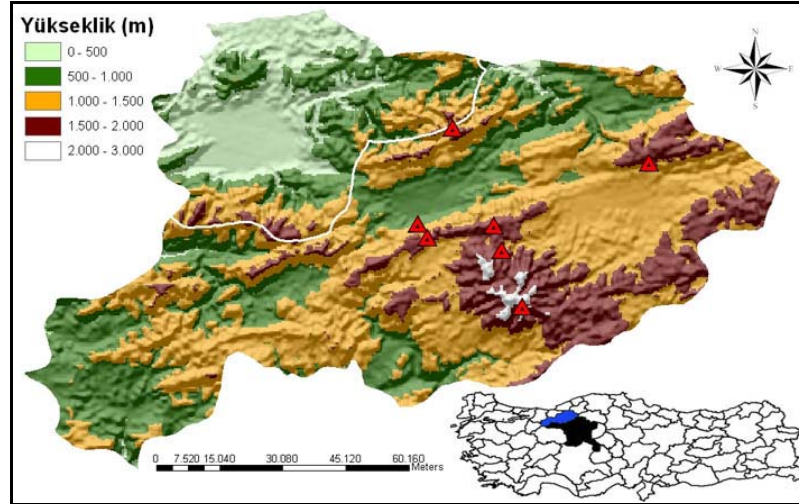 Yükseklik (m)
0 - 500
500 - 1.000
1.000 - 1.500
1.500 - 2.000
2.000 - 3.000
N
W E
S
0 7.520 15.040 30.080 45.120 60.160
Meters